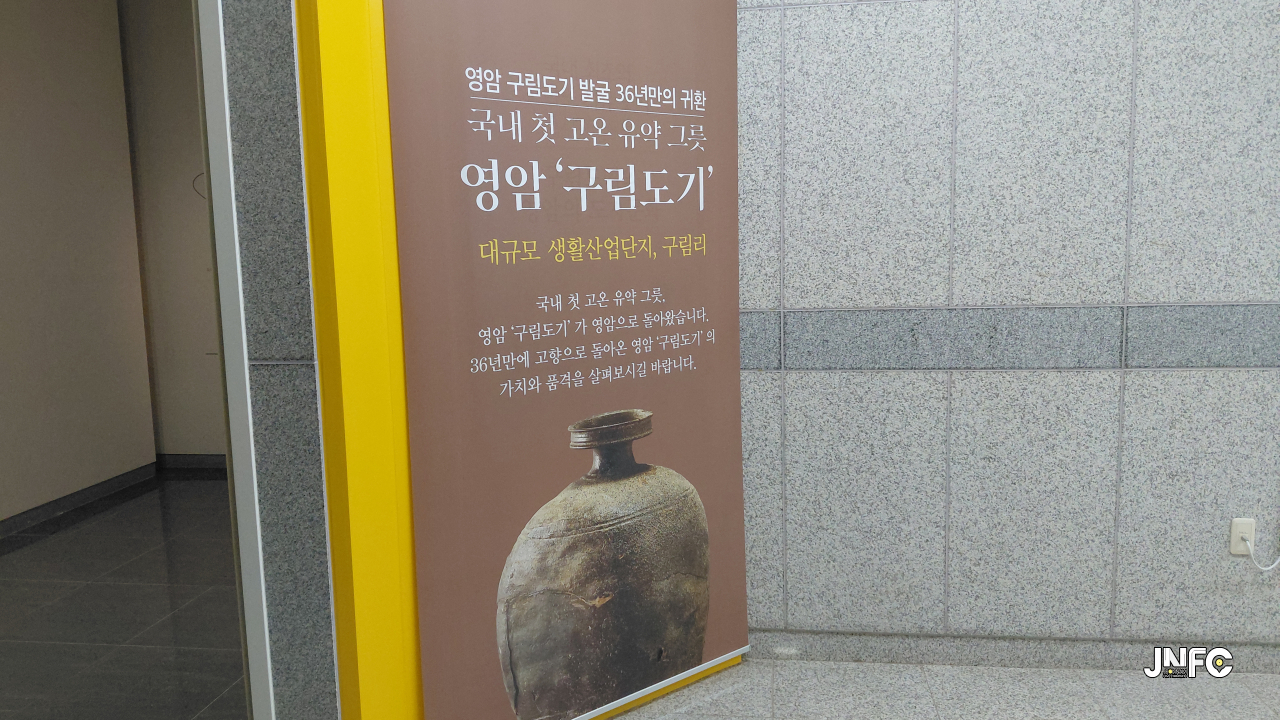 영암 구림도기 발굴 36년만의 귀환
국내 첫 고온 유약 그릇
영암 ‘구림도기’
대규모 생활산업단지, 구림리
국내 첫 고온 유약 그릇,
영암 ‘구림도기’ 가 영암으로 돌아왔습니다.
36년만에 고향으로 돌아온 영암 ‘구림도기’ 의
가치와 품격을 살펴보시길 바랍니다.
JNFC